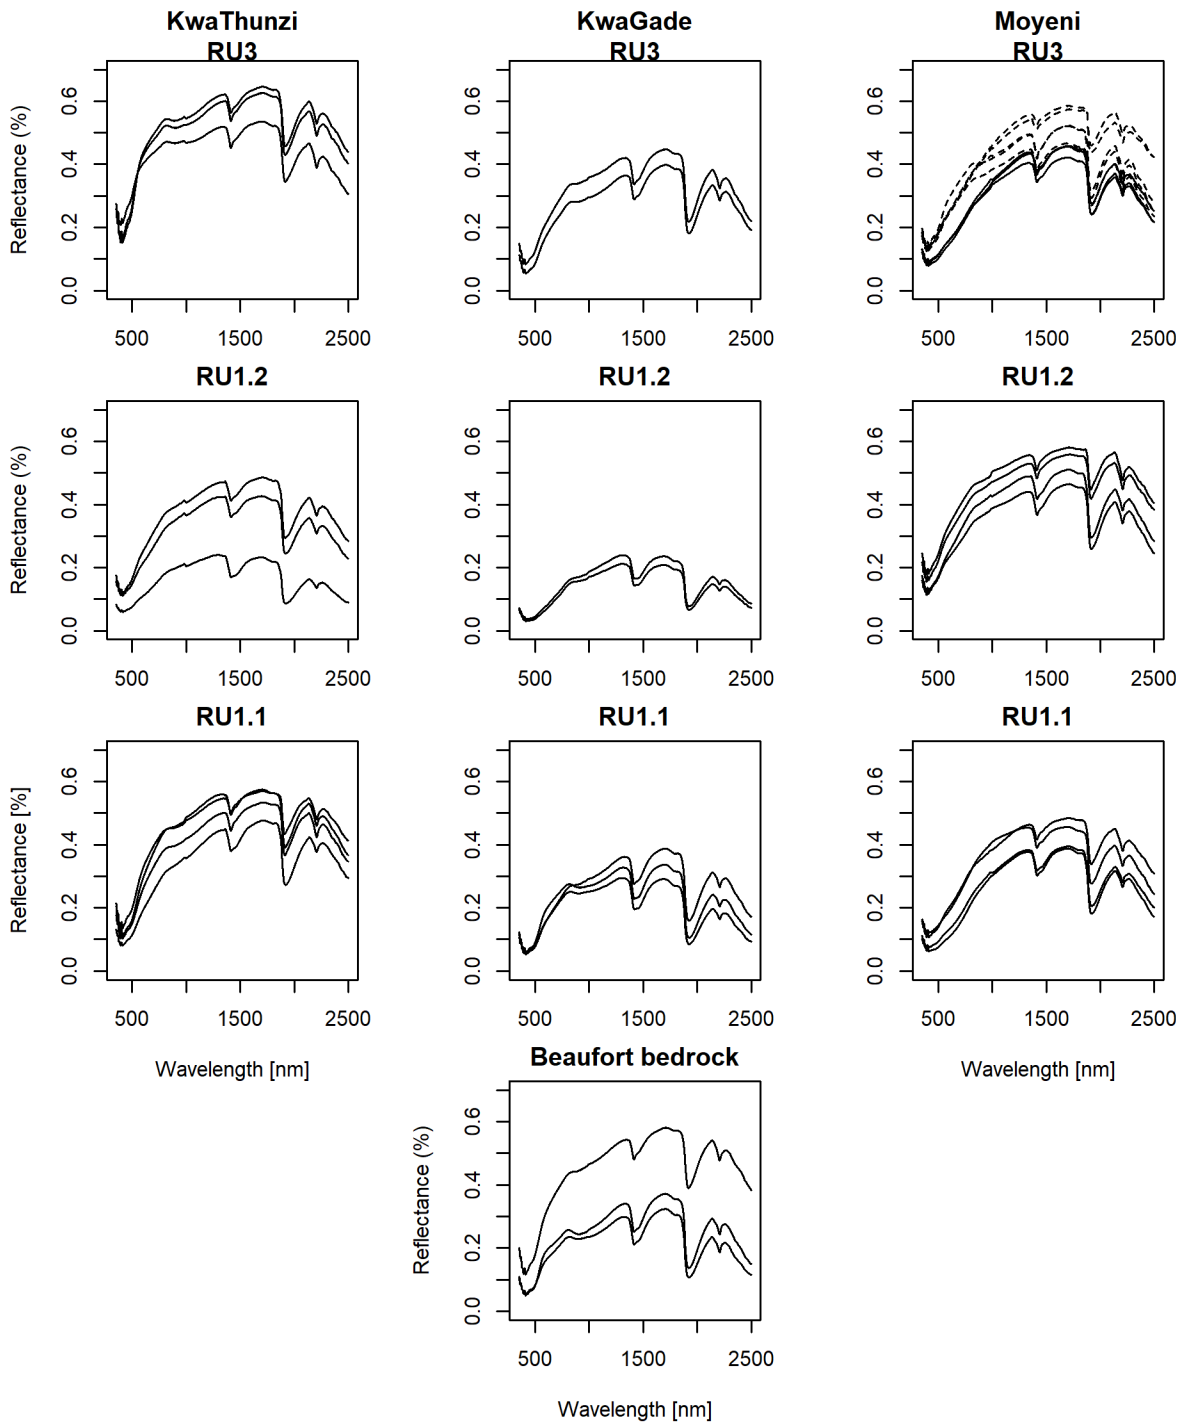 KwaThunzi KwaGade Moyeni
RU3 RU3 RU3
Reflectance (%)
0.0 0.2 0.4 0.6
0.0 0.2 0.4 0.6
0.0 0.2 0.4 0.6
500 1500 2500 500 1500 2500 500 1500 2500
RU1.2 RU1.2 RU1.2
Reflectance (%)
0.0 0.2 0.4 0.6
0.0 0.2 0.4 0.6
0.0 0.2 0.4 0.6
500 1500 2500 500 1500 2500 500 1500 2500
RU1.1 RU1.1 RU1.1
Reflectance [%]
0.0 0.2 0.4 0.6
0.0 0.2 0.4 0.6
0.0 0.2 0.4 0.6
500 1500 2500 500 1500 2500 500 1500 2500
Wavelength [nm] Beaufort bedrock Wavelength [nm]
Reflectance (%)
0.0 0.2 0.4 0.6
500 1500 2500
Wavelength [nm]